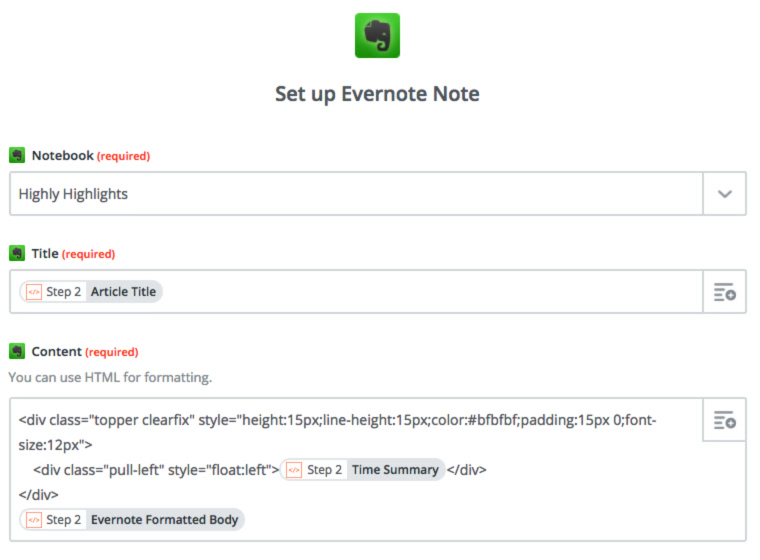 Set up Evernote Note
Notebook (required)
Highly Highlights
Title (required)
</> Step 2 Article Title
Content (required)
You can use HTML for formatting.
<div class="topper clearfix" style="height:15px;line-height:15px;color:#bfbfbf;padding:15px 0;font-
size:12px">
<div class="pull-left" style="float:left"> </> Step 2 Time Summary </div>
</div>
</> Step 2 Evernote Formatted Body